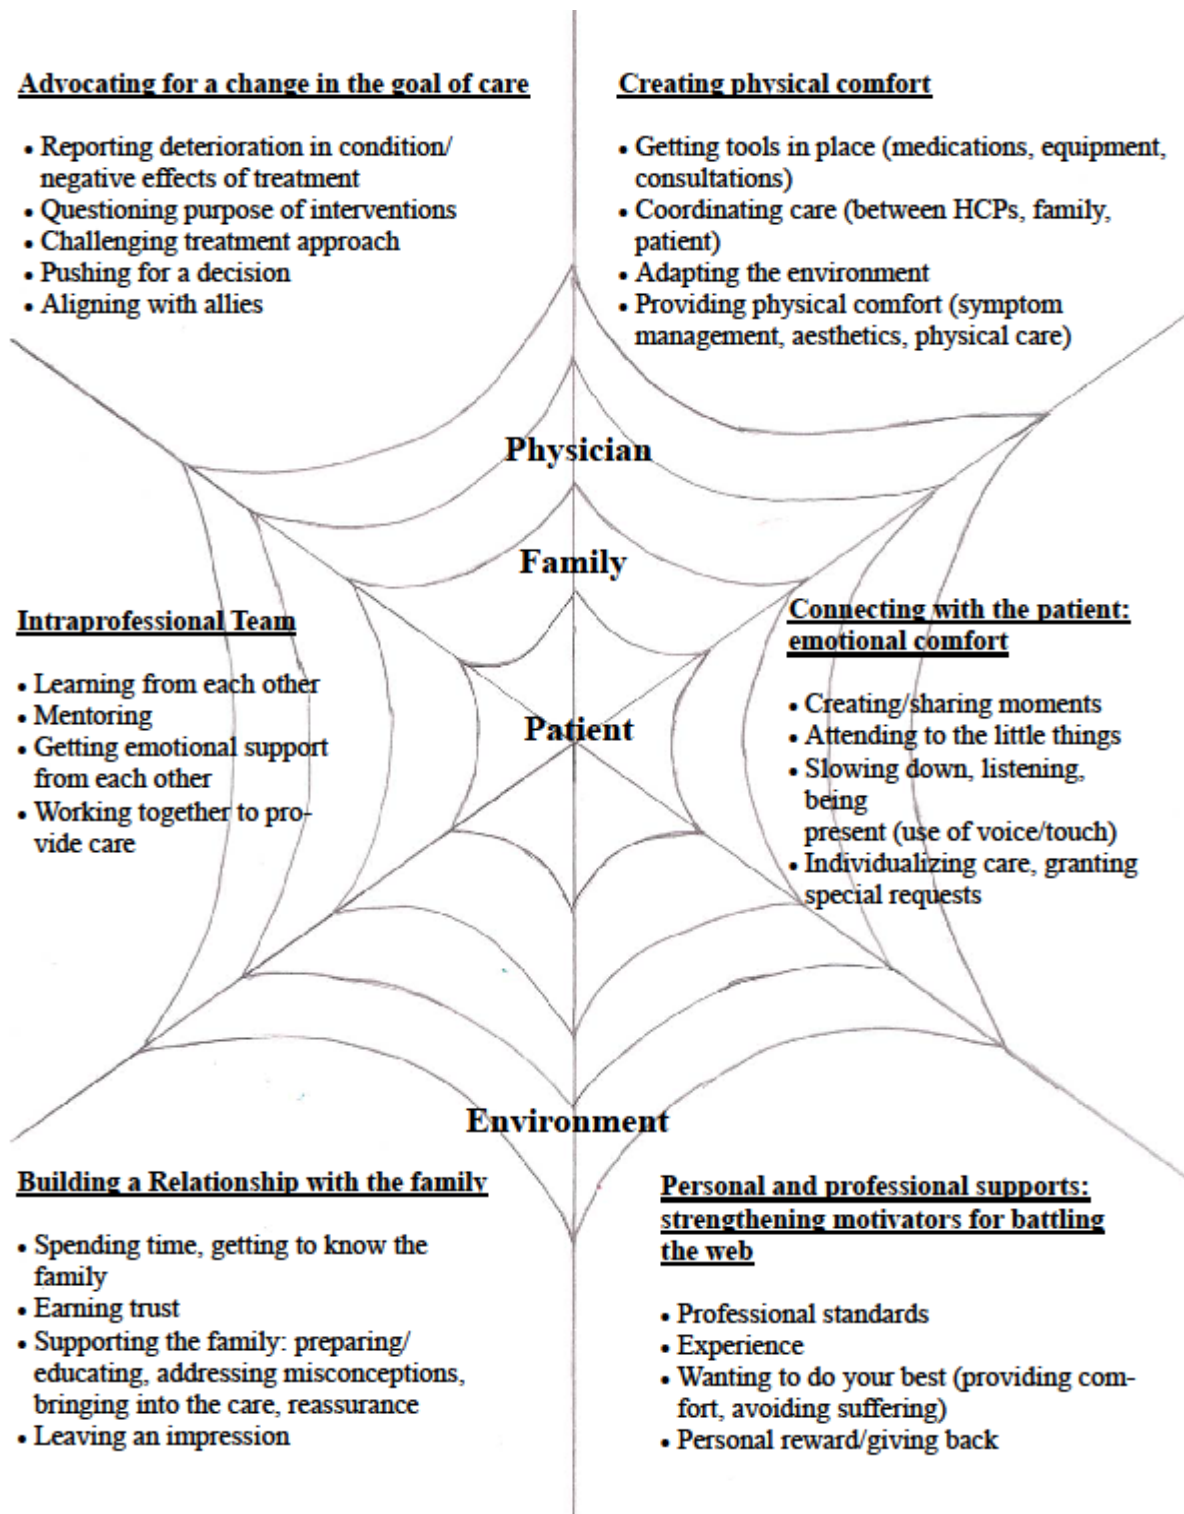 Advocating for a change in the goal of care
• Reporting deterioration in condition/
negative effects of treatment
• Questioning purpose of interventions
• Challenging treatment approach
• Pushing for a decision
• Aligning with allies
Creating physical comfort
• Getting tools in place (medications, equipment,
consultations)
• Coordinating care (between HCPs, family,
patient)
• Adapting the environment
• Providing physical comfort (symptom
management, aesthetics, physical care)
Physician
Family
Patient
Intraprofessional Team
• Learning from each other
• Mentoring
• Getting emotional support
from each other
• Working together to pro-
vide care
Connecting with the patient:
emotional comfort
• Creating/sharing moments
• Attending to the little things
• Slowing down, listening,
being
present (use of voice/touch)
• Individualizing care, granting
special requests
Environment
Building a Relationship with the family
• Spending time, getting to know the
family
• Earning trust
• Supporting the family: preparing/
educating, addressing misconceptions,
bringing into the care, reassurance
• Leaving an impression
Personal and professional supports:
strengthening motivators for battling
the web
• Professional standards
• Experience
• Wanting to do your best (providing com-
fort, avoiding suffering)
• Personal reward/giving back